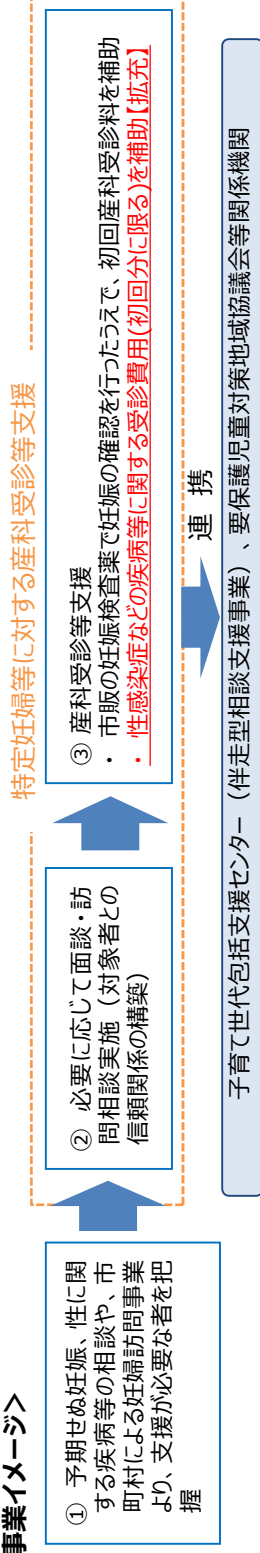 事業イメージ＞
① 予期せぬ妊娠、性に関
する疾病等の相談や、市
町村による妊婦訪問事業
より、支援が必要な者を把
握
特定妊婦等に対する産科受診等支援
② 必要に応じて面談・訪
問相談実施（対象者との
信頼関係の構築）
③ 産科受診等支援
・ 市販の妊娠検査薬で妊娠の確認を行ったうえで、初回産科受診料を補助
・ 性感染症などの疾病等に関する受診費用(初回分に限る)を補助【拡充】
連 携
子育て世代包括支援センター（伴走型相談支援事業）、要保護児童対策地域協議会等関係機関